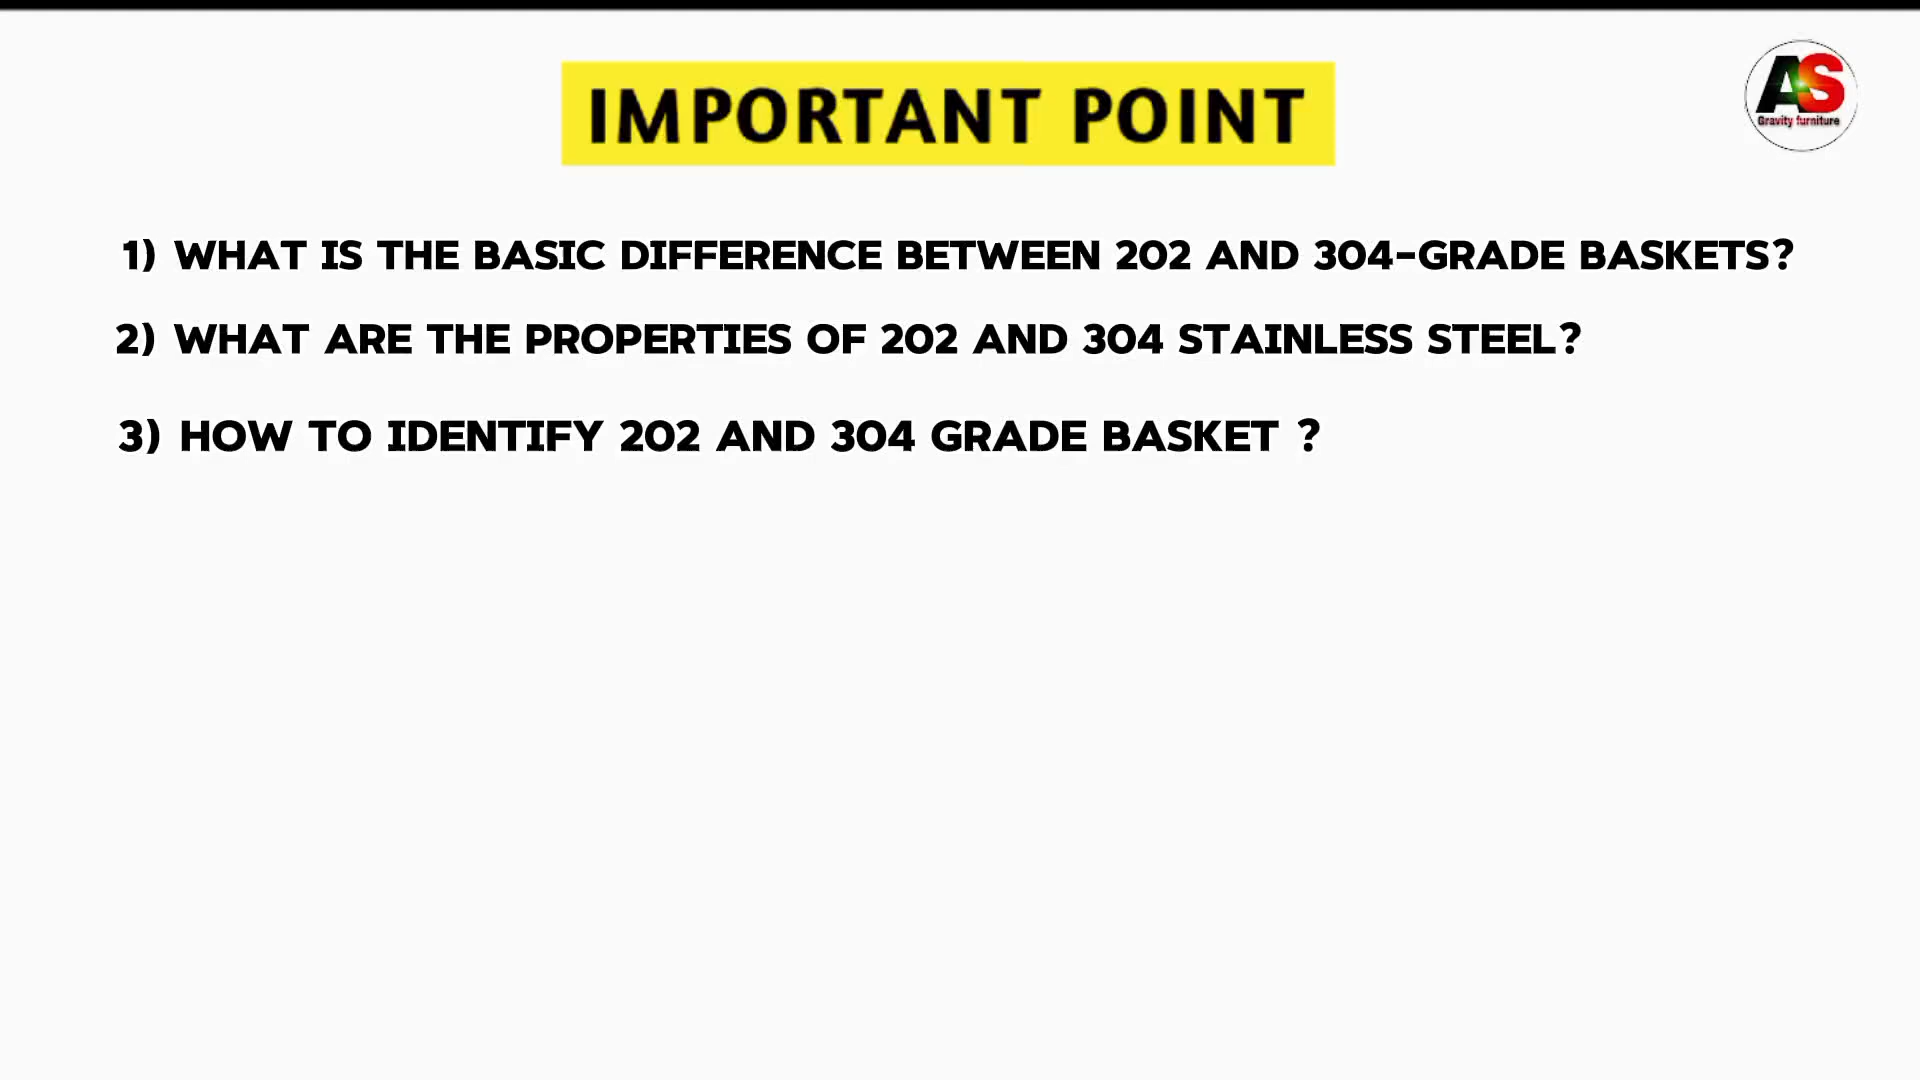 IMPORTANT POINT
AS
Gravity furniture
1) WHAT IS THE BASIC DIFFERENCE BETWEEN 202 AND 304-GRADE BASKETS?
2) WHAT ARE THE PROPERTIES OF 202 AND 304 STAINLESS STEEL?
3) HOW TO IDENTIFY 202 AND 304 GRADE BASKET ?